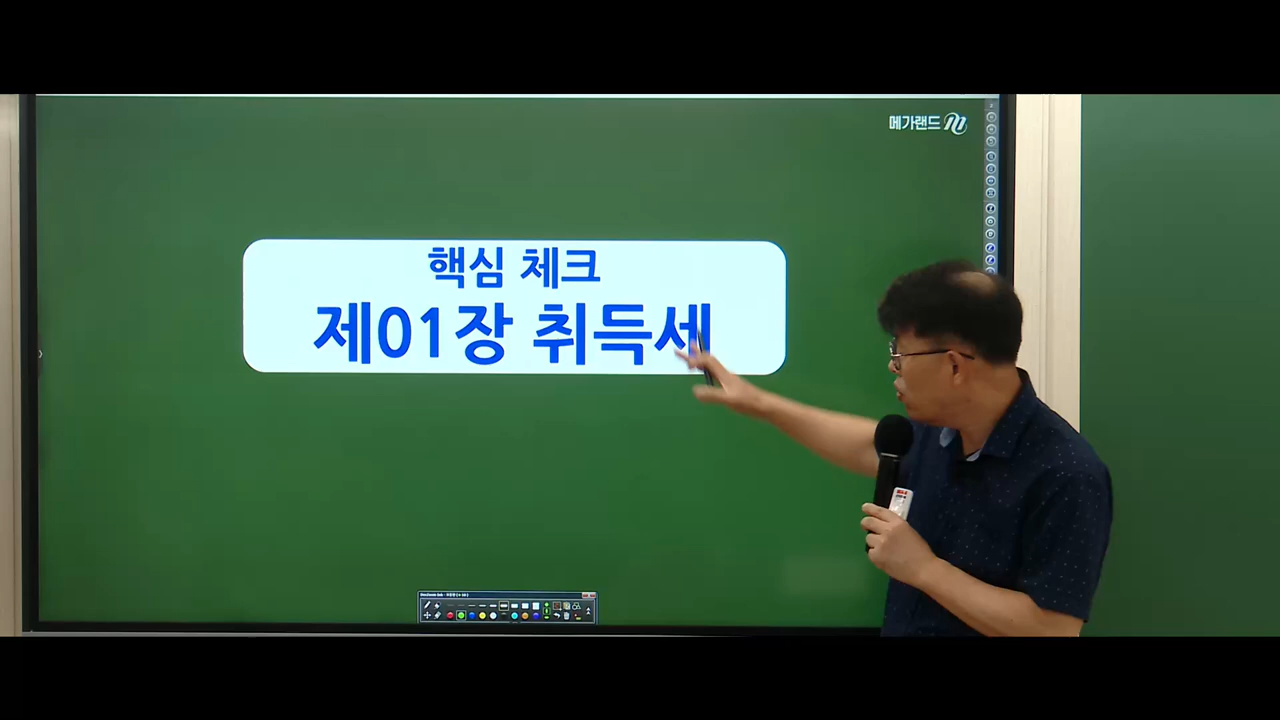 메가랜드
핵심 체크
제01장 취득세